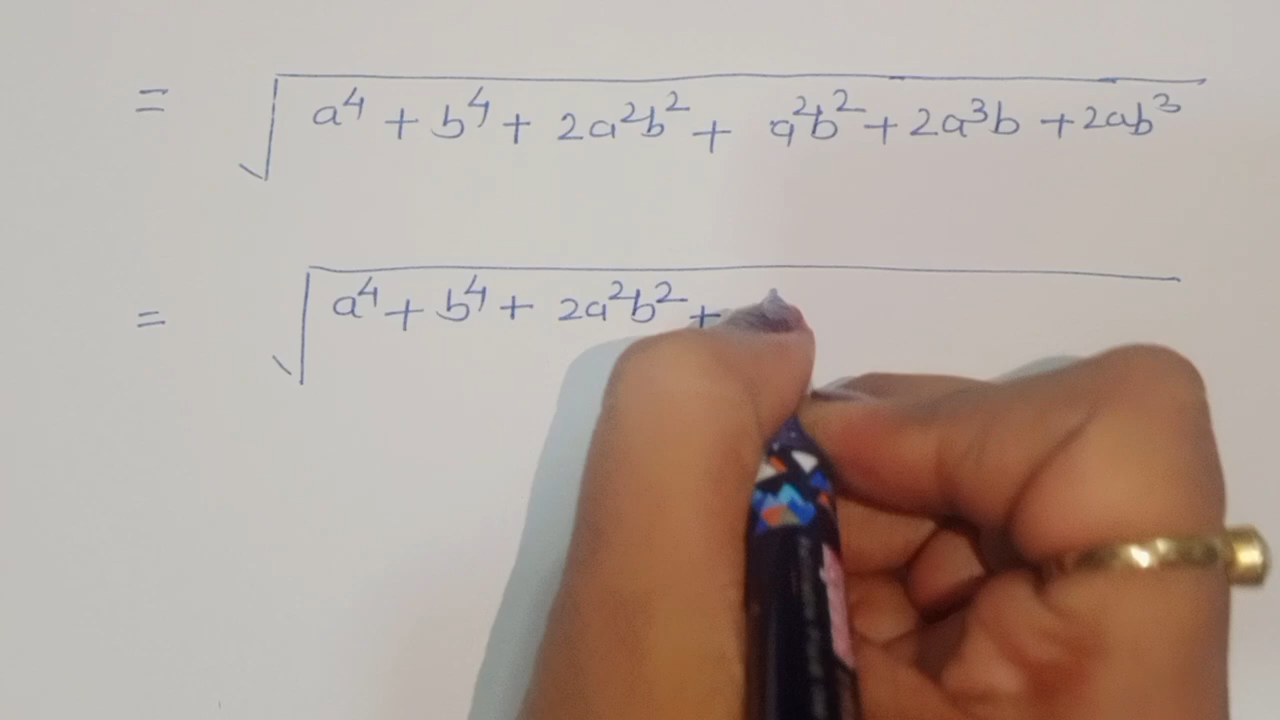 = √a⁴ + b⁴ + 2a²b² + a²b² + 2a³b + 2ab³
= √a⁴ + b⁴ + 2a²b² +